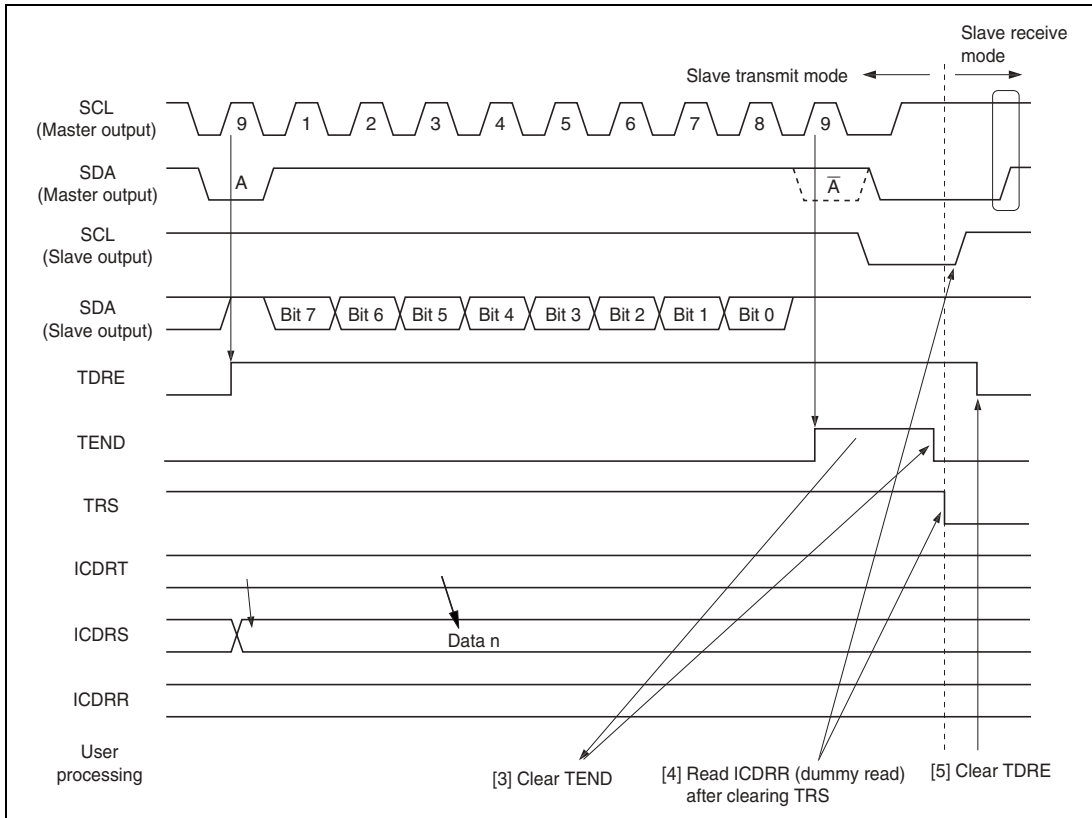 Slave receive
mode
Slave transmit mode
SCL
(Master output)
9 1 2 3 4 5 6 7 8 9
SDA
(Master output)
A A̅
SCL
(Slave output)
SDA
(Slave output)
Bit 7 Bit 6 Bit 5 Bit 4 Bit 3 Bit 2 Bit 1 Bit 0
TDRE
TEND
TRS
ICDRT
ICDRS
Data n
ICDRR
User
processing
[3] Clear TEND
[4] Read ICDRR (dummy read)
after clearing TRS
[5] Clear TDRE